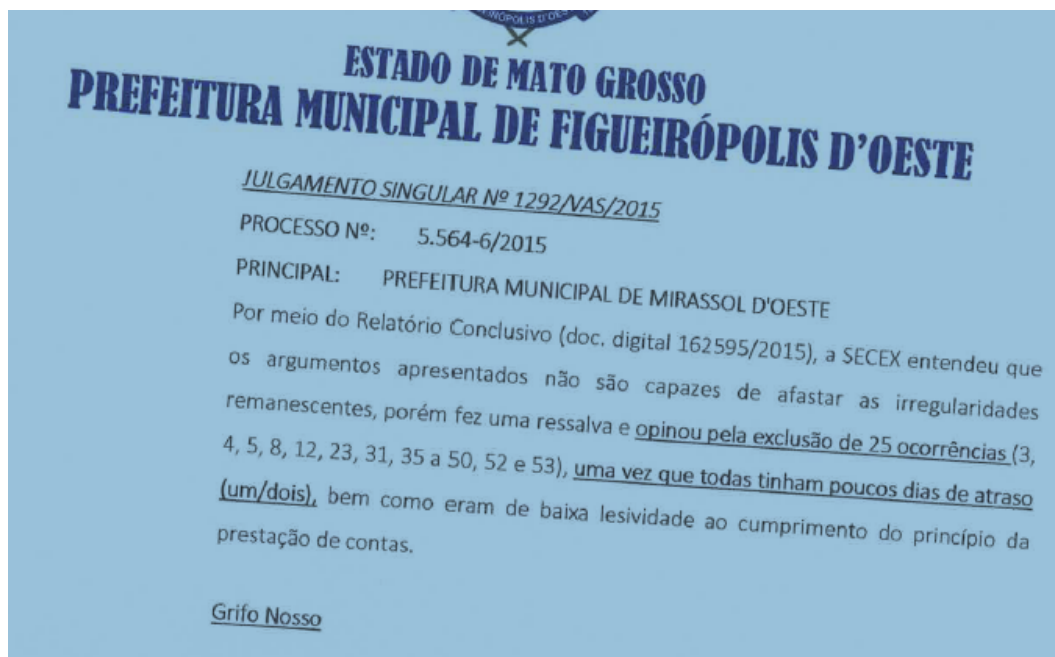 ESTADO DE MATO GROSSO
PREFEITURA MUNICIPAL DE FIGUEIRÓPOLIS D'OESTE
JULGAMENTO SINGULAR Nº 1292/VAS/2015
PROCESSO Nº: 5.564-6/2015
PRINCIPAL: PREFEITURA MUNICIPAL DE MIRASSOL D'OESTE
Por meio do Relatório Conclusivo (doc. digital 162595/2015), a SECEX entendeu que
os argumentos apresentados não são capazes de afastar as irregularidades
remanescentes, porém fez uma ressalva e opinou pela exclusão de 25 ocorrências (3,
4, 5, 8, 12, 23, 31, 35 a 50, 52 e 53), uma vez que todas tinham poucos dias de atraso
(um/dois), bem como eram de baixa lesividade ao cumprimento do princípio da
prestação de contas.
Grifo Nosso